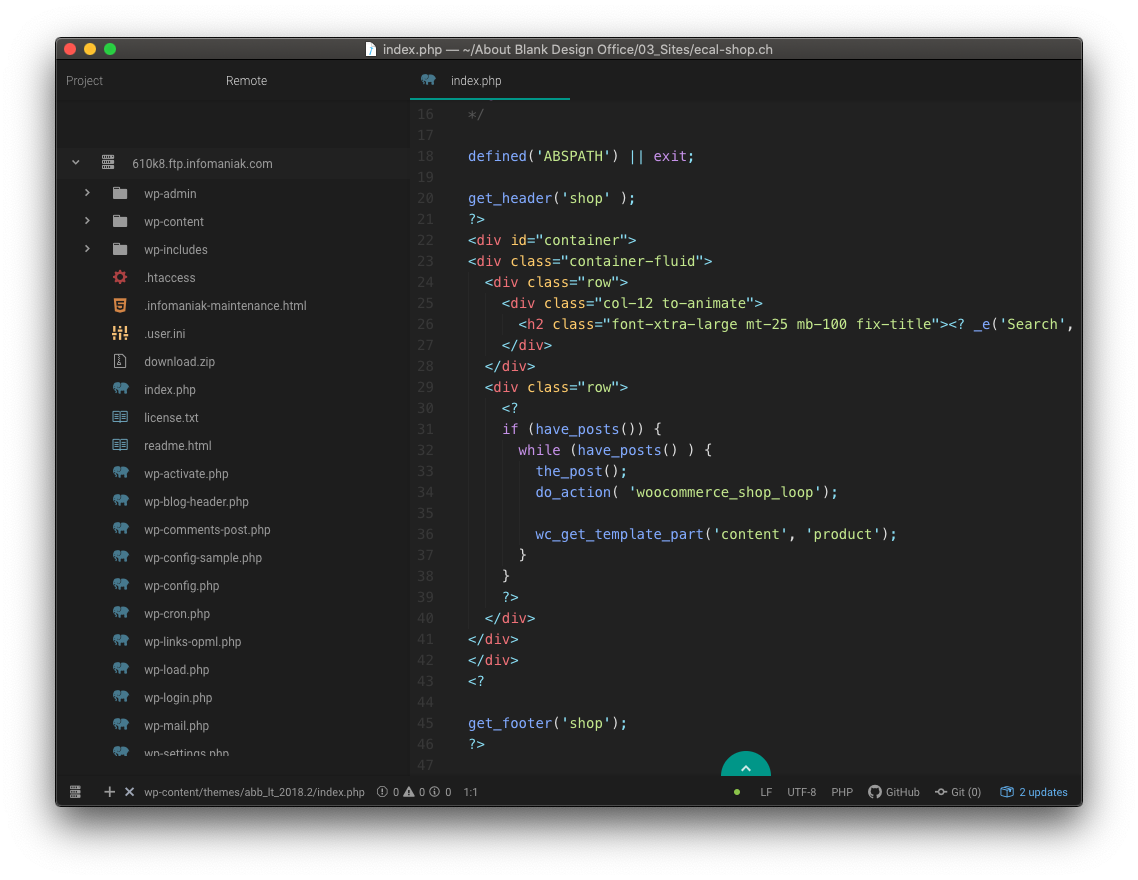 index.php — ~/About Blank Design Office/03_Sites/ecal-shop.ch
Project
Remote
index.php
610k8.ftp.infomaniak.com
wp-admin
wp-content
wp-includes
.htaccess
.infomaniak-maintenance.html
.user.ini
download.zip
index.php
license.txt
readme.html
wp-activate.php
wp-blog-header.php
wp-comments-post.php
wp-config-sample.php
wp-config.php
wp-cron.php
wp-links-opml.php
wp-load.php
wp-login.php
wp-mail.php
wp-settings.php
16 */
17
18 defined('ABSPATH') || exit;
19
20 get_header('shop' );
21 ?>
22 <div id="container">
23 <div class="container-fluid">
24 <div class="row">
25 <div class="col-12 to-animate">
26 <h2 class="font-xtra-large mt-25 mb-100 fix-title"><? _e('Search',
27 </div>
28 </div>
29 <div class="row">
30 <?
31 if (have_posts()) {
32 while (have_posts() ) {
33 the_post();
34 do_action( 'woocommerce_shop_loop');
35
36 wc_get_template_part('content', 'product');
37 }
38 }
39 ?>
40 </div>
41 </div>
42 </div>
43 <?
44
45 get_footer('shop');
46 ?>
47
wp-content/themes/abb_lt_2018.2/index.php 0 0 0 1:1 LF UTF-8 PHP GitHub Git (0) 2 updates